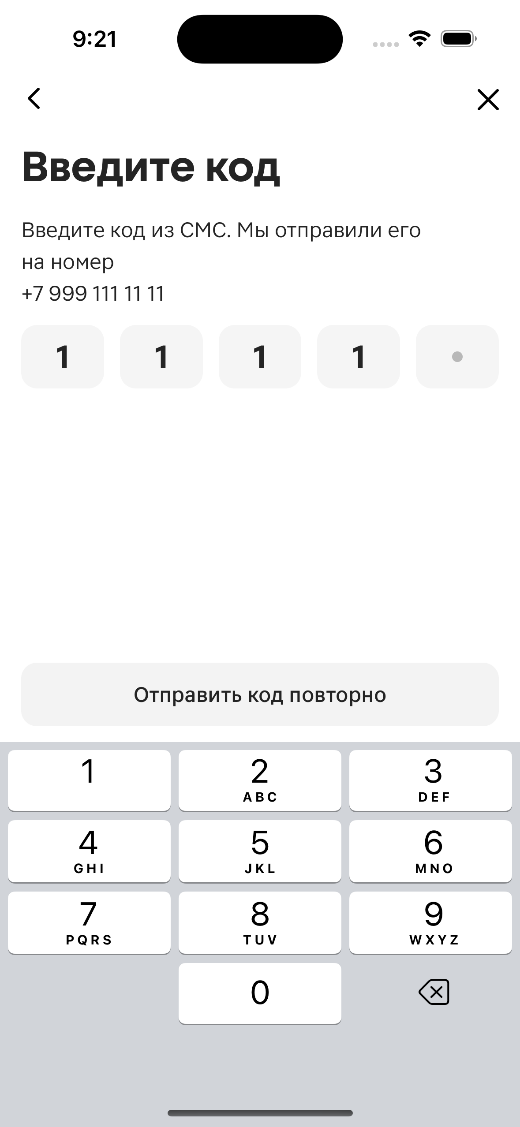 9:21
Введите код
Введите код из СМС. Мы отправили его
на номер
+7 999 111 11 11
1 1 1 1
Отправить код повторно
1 2 3
ABC DEF
4 5 6
GHI JKL MNO
7 8 9
PQRS TUV WXYZ
0